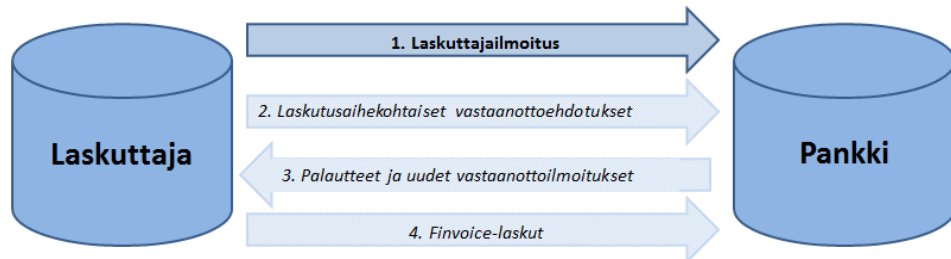 1. Laskuttajailmoitus
2. Laskutusaihekohtaiset vastaanottoehdotukset
Laskuttaja
Pankki
3. Palautteet ja uudet vastaanottoilmoitukset
4. Finvoice-laskut